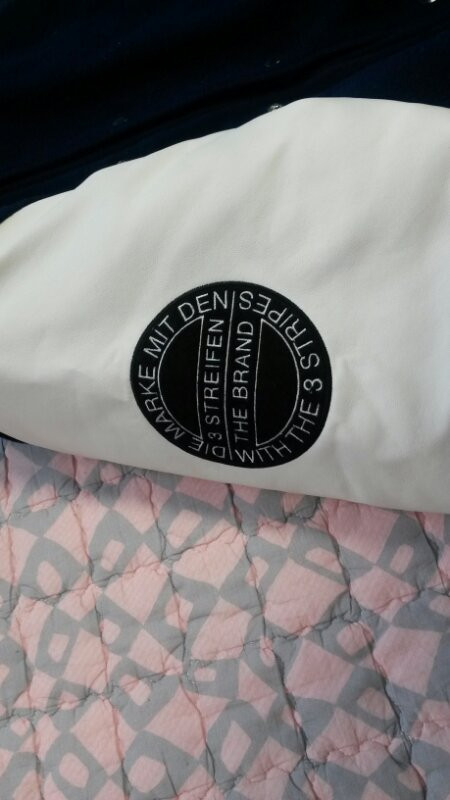 DIE MARKE MIT DEN
3 STREIFEN
THE BRAND
WITH THE 3 STRIPES